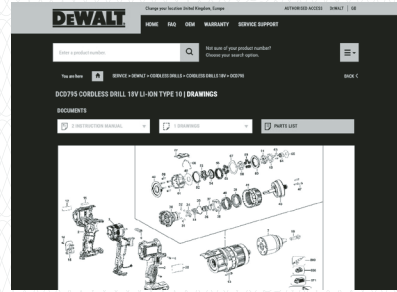 Change your location United Kingdom, Europe
AUTHORISED ACCESS DEWALT | GB
DEWALT
HOME FAQ OEM WARRANTY SERVICE SUPPORT
Enter a product number
Not sure of your product number?
Choose your search option.
You are here SERVICE > DEWALT > CORDLESS DRILLS > CORDLESS DRILLS 18V > DCD795
BACK <
DCD795 CORDLESS DRILL 18V LI-ION TYPE 10 | DRAWINGS
DOCUMENTS
2 INSTRUCTION MANUAL
1 DRAWINGS
PARTS LIST